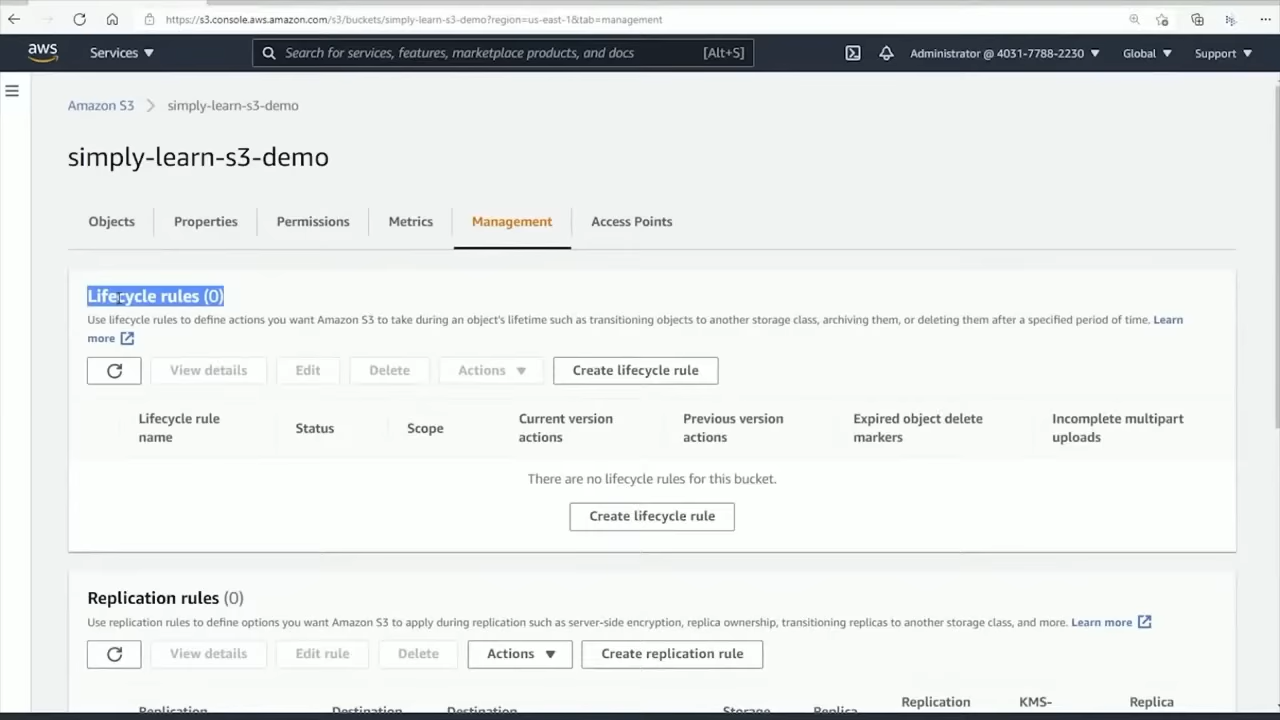 https://s3.console.aws.amazon.com/s3/buckets/simply-learn-s3-demo?region=us-east-1&tab=management
aws Services Search for services, features, marketplace products, and docs [Alt+S] Administrator @ 4031-7788-2230 Global Support
Amazon S3 simply-learn-s3-demo
simply-learn-s3-demo
Objects Properties Permissions Metrics Management Access Points
Lifecycle rules (0)
Use lifecycle rules to define actions you want Amazon S3 to take during an object's lifetime such as transitioning objects to another storage class, archiving them, or deleting them after a specified period of time. Learn
more
View details Edit Delete Actions Create lifecycle rule
Lifecycle rule name Status Scope Current version actions Previous version actions Expired object delete markers Incomplete multipart uploads
There are no lifecycle rules for this bucket.
Create lifecycle rule
Replication rules (0)
Use replication rules to define options you want Amazon S3 to apply during replication such as server-side encryption, replica ownership, transitioning replicas to another storage class, and more. Learn more
View details Edit rule Delete Actions Create replication rule
Replication Destination Destination Storage Replica Replication KMS- Replica